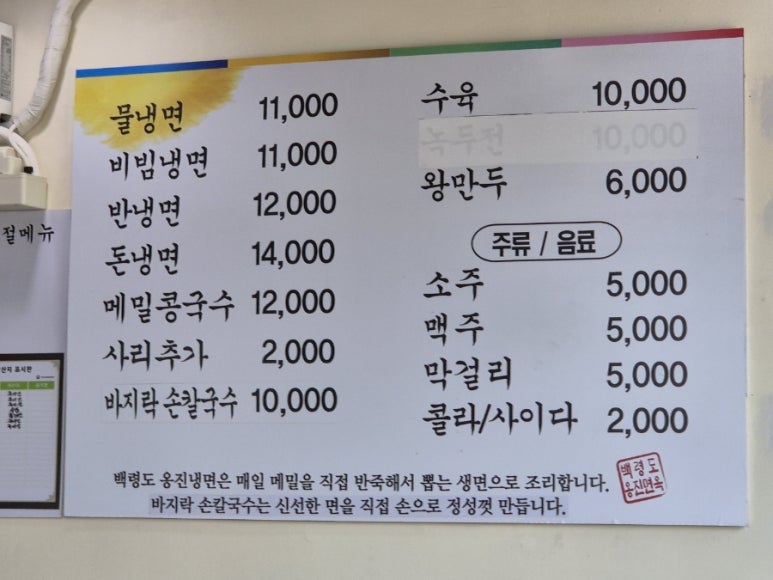 물냉면 11,000
비빔냉면 11,000
반냉면 12,000
돈냉면 14,000
메밀콩국수 12,000
사리추가 2,000
바지락 손칼국수 10,000
수육 10,000
녹두전 10,000
왕만두 6,000
주류 / 음료
소주 5,000
맥주 5,000
막걸리 5,000
콜라/사이다 2,000
백령도 옹진냉면은 매일 메밀을 직접 반죽해서 뽑는 생면으로 조리합니다.
바지락 손칼국수는 신선한 면을 직접 손으로 정성껏 만듭니다.
백령도
옹진면옥
절메뉴
산지 표시판